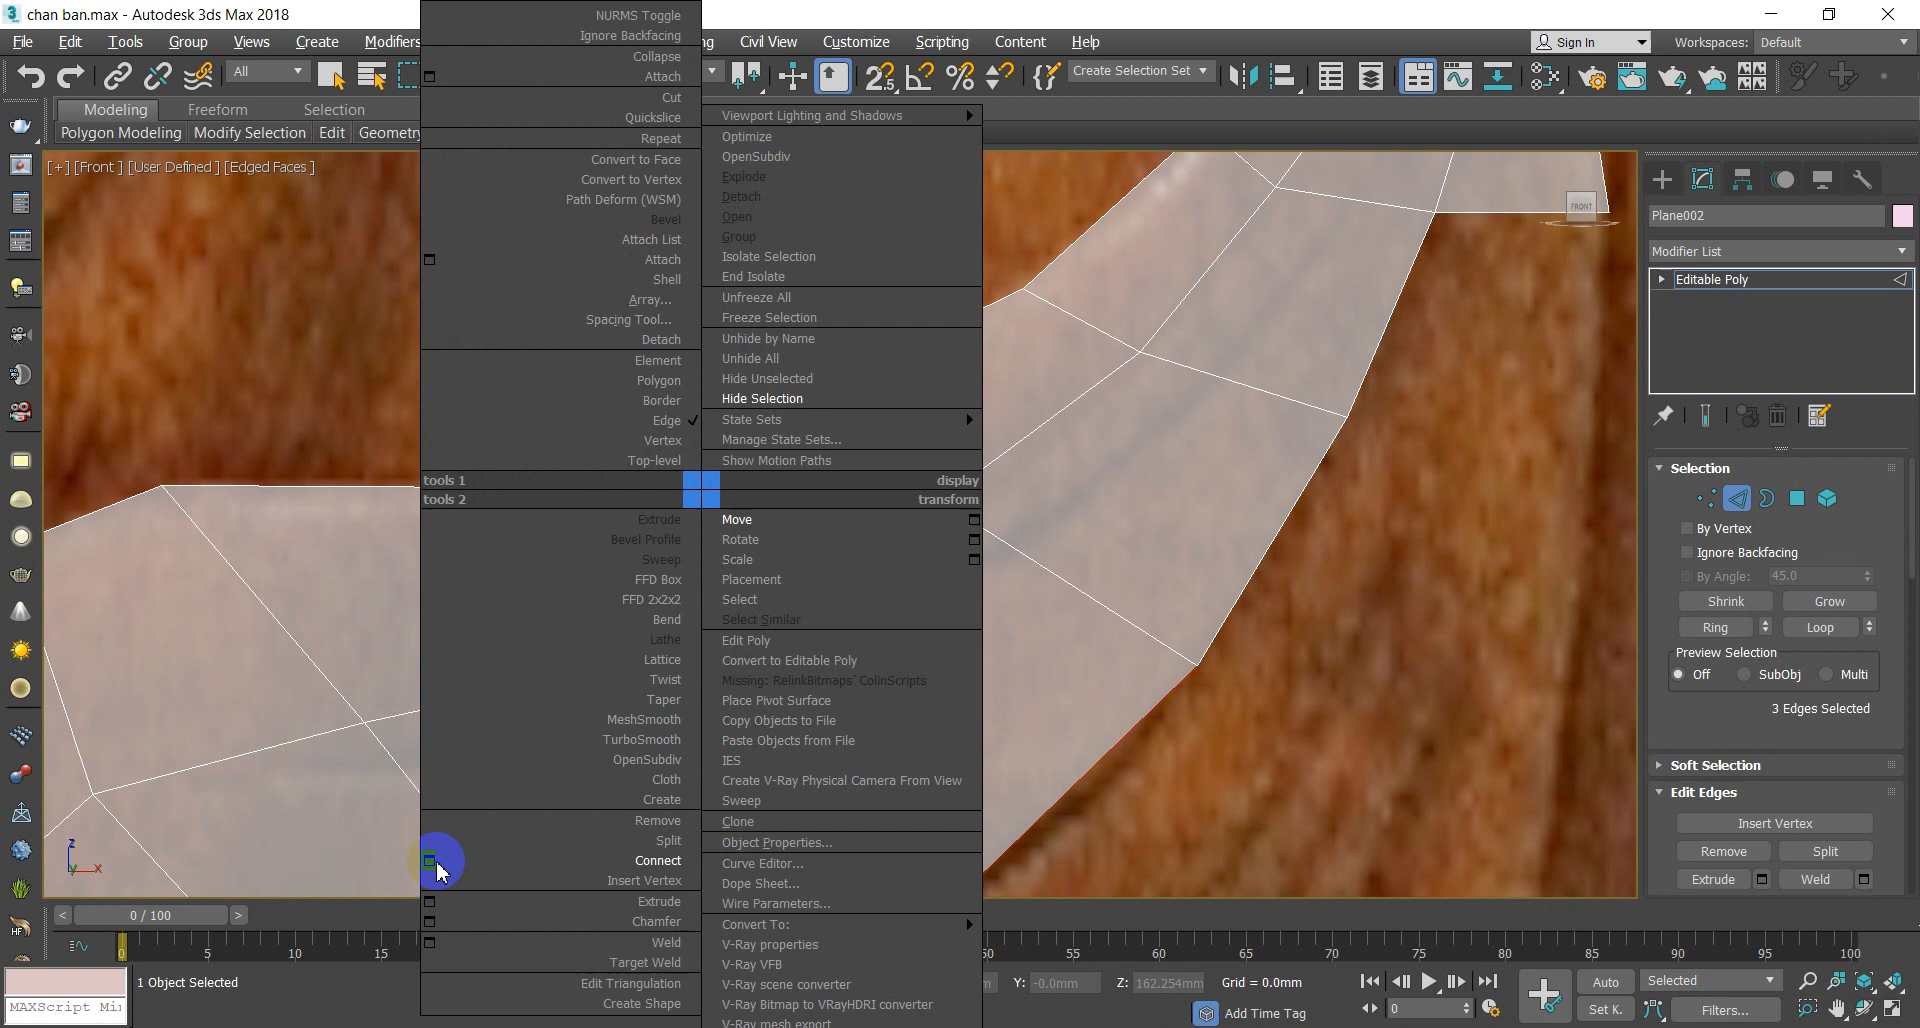 chan ban.max - Autodesk 3ds Max 2018
File Edit Tools Group Views Create Modifiers
ng Civil View Customize Scripting Content Help
Sign In Workspaces: Default
All
Create Selection Set
Modeling Freeform Selection
Polygon Modeling Modify Selection Edit Geometry
[+] [Front ] [User Defined ] [Edged Faces ]
NURMS Toggle
Ignore Backfacing
Collapse
Attach
Cut
Quickslice
Repeat
Convert to Face
Convert to Vertex
Path Deform (WSM)
Bevel
Attach List
Attach
Shell
Array...
Spacing Tool...
Detach
Element
Polygon
Border
Edge
Vertex
Top-level
tools 1
tools 2
Extrude
Bevel Profile
Sweep
FFD Box
FFD 2x2x2
Bend
Lathe
Lattice
Twist
Taper
MeshSmooth
TurboSmooth
OpenSubdiv
Cloth
Create
Remove
Split
Connect
Insert Vertex
Extrude
Chamfer
Weld
Target Weld
Edit Triangulation
Create Shape
Viewport Lighting and Shadows
Optimize
OpenSubdiv
Explode
Detach
Open
Group
Isolate Selection
End Isolate
Unfreeze All
Freeze Selection
Unhide by Name
Unhide All
Hide Unselected
Hide Selection
State Sets
Manage State Sets...
Show Motion Paths
display
transform
Move
Rotate
Scale
Placement
Select
Select Similar
Edit Poly
Convert to Editable Poly
Missing: RelinkBitmaps`ColinScripts
Place Pivot Surface
Copy Objects to File
Paste Objects from File
IES
Create V-Ray Physical Camera From View
Sweep
Clone
Object Properties...
Curve Editor...
Dope Sheet...
Wire Parameters...
Convert To:
V-Ray properties
V-Ray VFB
V-Ray scene converter
V-Ray Bitmap to VRayHDRI converter
V-Ray mesh export
FRONT
Plane002
Modifier List
Editable Poly
Selection
By Vertex
Ignore Backfacing
By Angle: 45.0
Shrink Grow
Ring Loop
Preview Selection
Off SubObj Multi
3 Edges Selected
Soft Selection
Edit Edges
Insert Vertex
Remove Split
Extrude Weld
z
y x
HF
< 0 / 100 >
0 5 10 15 50 55 60 65 70 75 80 85 90 95 100
1 Object Selected
MAXScript Mi
m Y: -0.0mm Z: 162.254mm Grid = 0.0mm
Add Time Tag
0
Auto Selected
Set K. Filters...